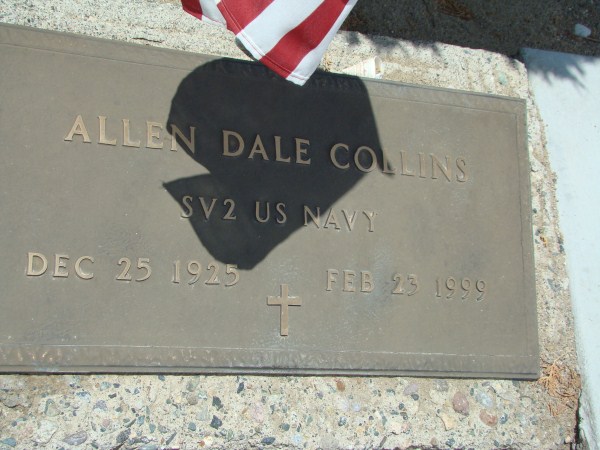 ALLEN DALE COLLINS
SV2 US NAVY
DEC 25 1925 FEB 23 1999